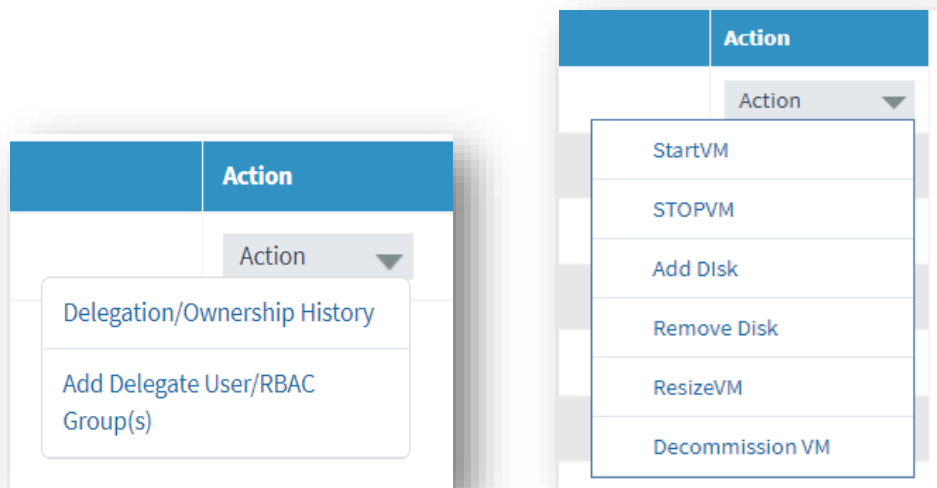 Action
Action
Delegation/Ownership History
Add Delegate User/RBAC
Group(s)
Action
Action
StartVM
STOPVM
Add DIsk
Remove Disk
ResizeVM
Decommission VM